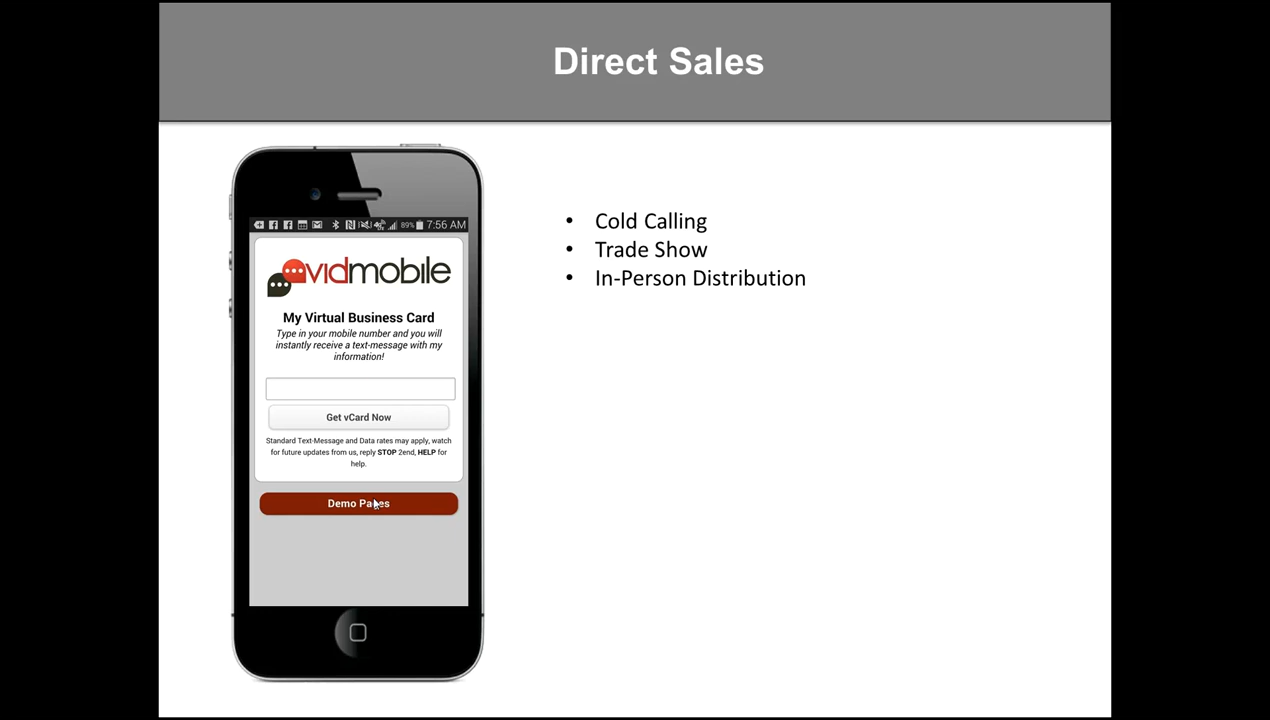 Direct Sales
89% 7:56 AM
vidmobile
My Virtual Business Card
Type in your mobile number and you will
instantly receive a text-message with my
information!
Get vCard Now
Standard Text-Message and Data rates may apply, watch
for future updates from us, reply STOP 2end, HELP for
help.
Demo Pages
• Cold Calling
• Trade Show
• In-Person Distribution